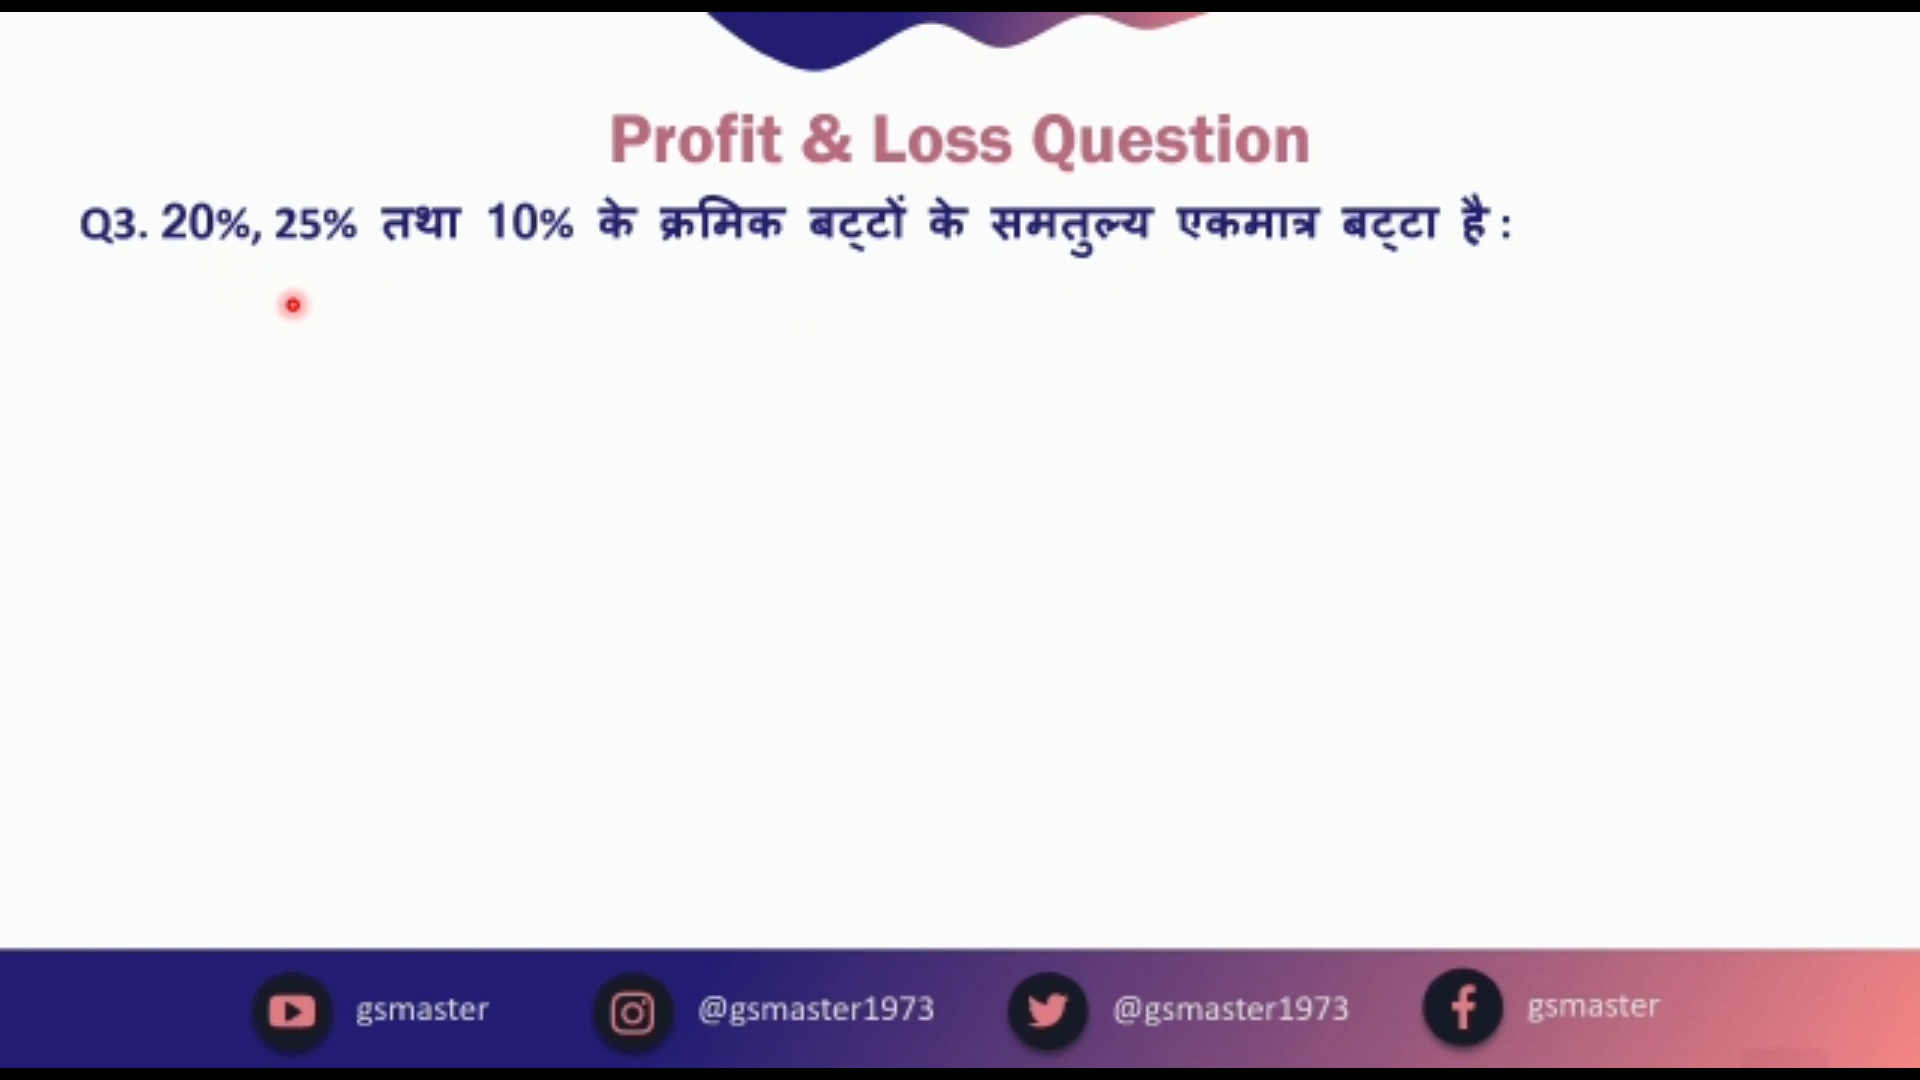 Profit & Loss Question
Q3. 20%, 25% तथा 10% के क्रमिक बट्टों के समतुल्य एकमात्र बट्टा है :
gsmaster @gsmaster1973 @gsmaster1973 gsmaster